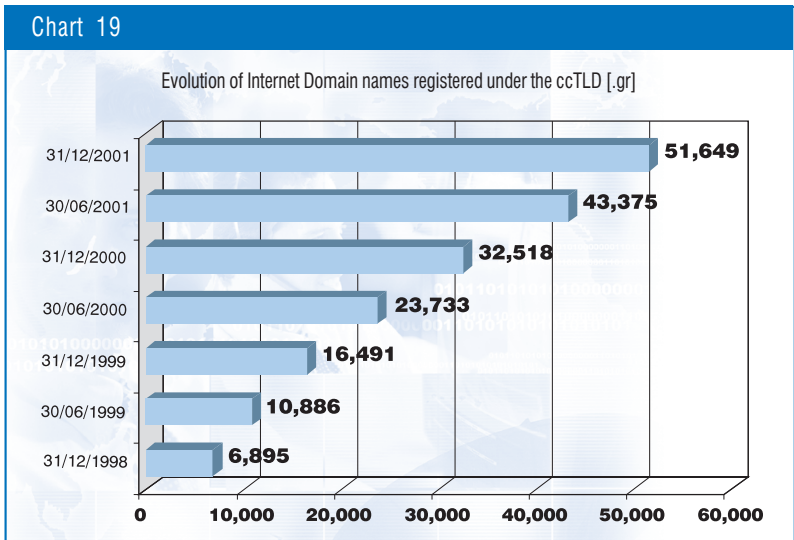 Chart 19
Evolution of Internet Domain names registered under the ccTLD [.gr]
31/12/2001 51,649
30/06/2001 43,375
31/12/2000 32,518
30/06/2000 23,733
31/12/1999 16,491
30/06/1999 10,886
31/12/1998 6,895
0 10,000 20,000 30,000 40,000 50,000 60,000